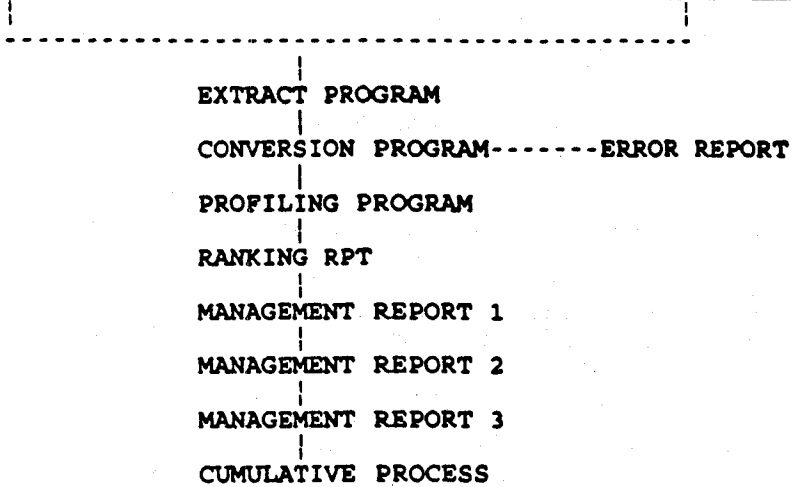 EXTRACT PROGRAM
CONVERSION PROGRAM-------ERROR REPORT
PROFILING PROGRAM
RANKING RPT
MANAGEMENT REPORT 1
MANAGEMENT REPORT 2
MANAGEMENT REPORT 3
CUMULATIVE PROCESS